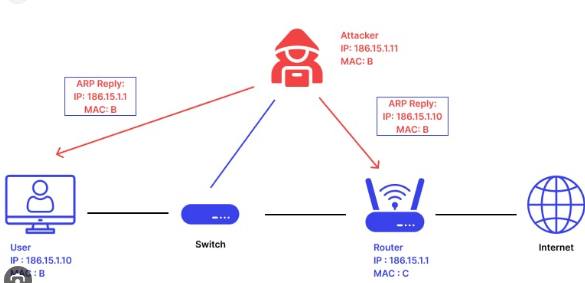 Attacker
IP: 186.15.1.11
MAC: B
ARP Reply:
IP: 186.15.1.1
MAC: B
ARP Reply:
IP: 186.15.1.10
MAC: B
User
IP : 186.15.1.10
MAC : B
Switch
Router
IP : 186.15.1.1
MAC : C
Internet